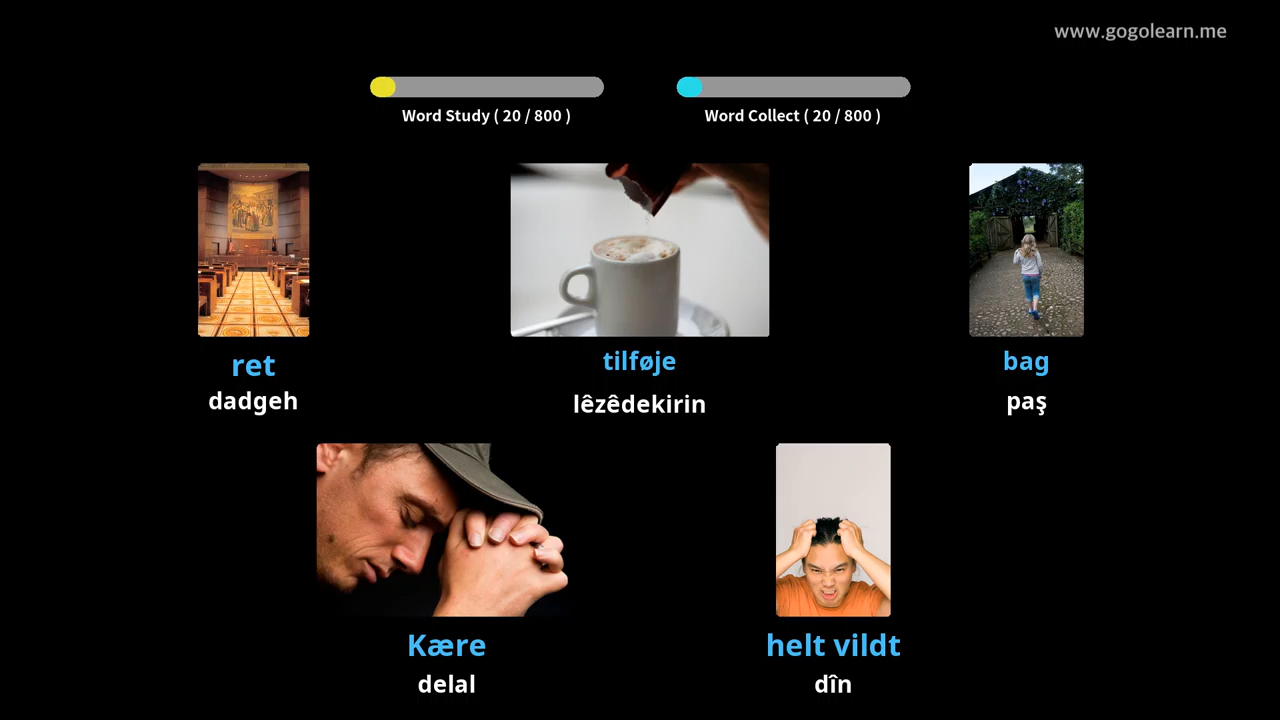 www.gogolearn.me
Word Study ( 20 / 800 )
Word Collect ( 20 / 800 )
ret
dadgeh
tilføje
lêzêdekirin
bag
paş
Kære
delal
helt vildt
dîn